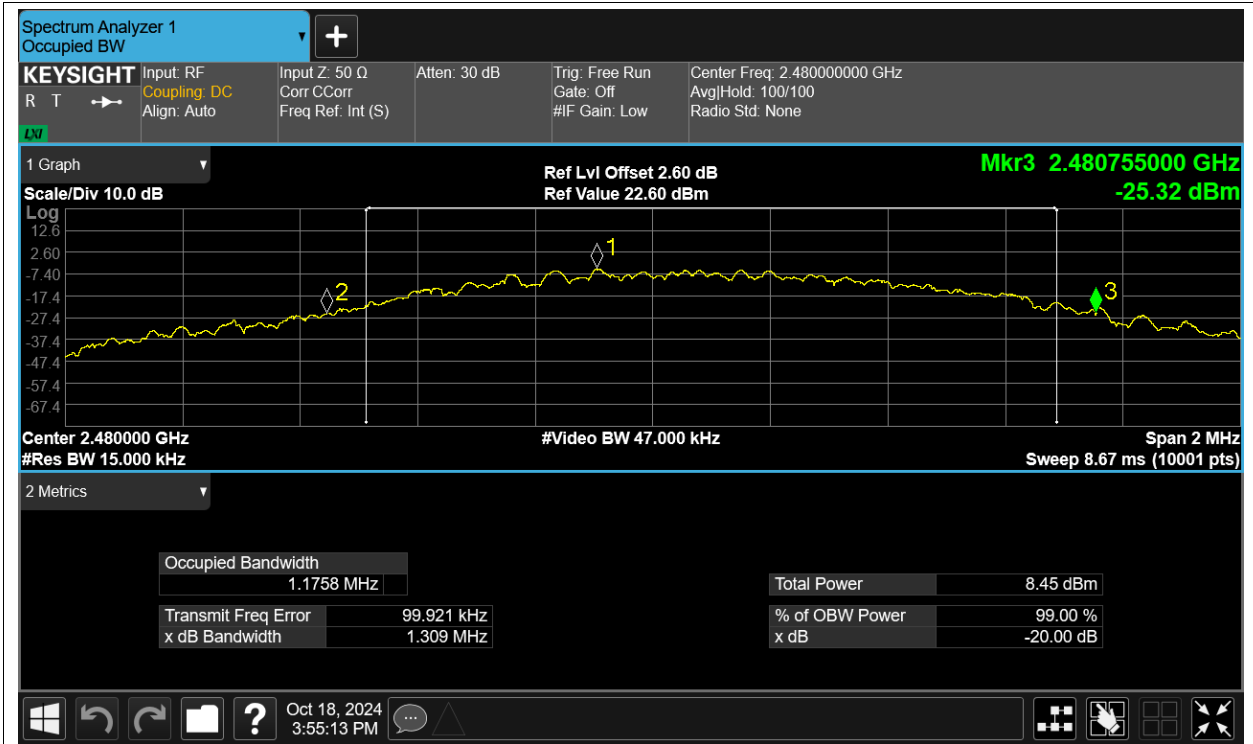 Spectrum Analyzer 1
Occupied BW
KEYSIGHT
R T
LXI
Input: RF
Coupling: DC
Align: Auto
Input Z: 50 Ω
Corr CCorr
Freq Ref: Int (S)
Atten: 30 dB
Trig: Free Run
Gate: Off
#IF Gain: Low
Center Freq: 2.480000000 GHz
Avg|Hold: 100/100
Radio Std: None
1 Graph
Scale/Div 10.0 dB
Ref Lvl Offset 2.60 dB
Ref Value 22.60 dBm
Mkr3 2.480755000 GHz
-25.32 dBm
Log
12.6
2.60
-7.40
-17.4
-27.4
-37.4
-47.4
-57.4
-67.4
1
2
3
Center 2.480000 GHz
#Res BW 15.000 kHz
#Video BW 47.000 kHz
Span 2 MHz
Sweep 8.67 ms (10001 pts)
2 Metrics
Occupied Bandwidth
1.1758 MHz
Transmit Freq Error 99.921 kHz
x dB Bandwidth 1.309 MHz
Total Power 8.45 dBm
% of OBW Power 99.00 %
x dB -20.00 dB
?
Oct 18, 2024
3:55:13 PM